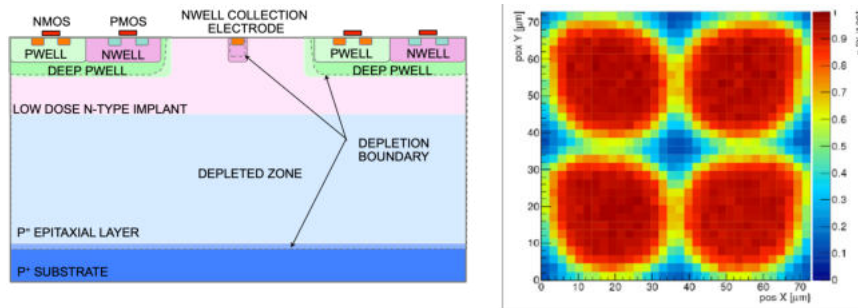 NMOS
PMOS
NWELL COLLECTION
ELECTRODE
PWELL
NWELL
PWELL
NWELL
DEEP PWELL
DEEP PWELL
LOW DOSE N-TYPE IMPLANT
DEPLETION
BOUNDARY
DEPLETED ZONE
P⁻ EPITAXIAL LAYER
P⁺ SUBSTRATE
pox Y [µm]
70
60
50
40
30
20
10
0
0
10
20
30
40
50
60
70
pos X [µm]
1
0.9
0.8
0.7
0.6
0.5
0.4
0.3
0.2
0.1
0